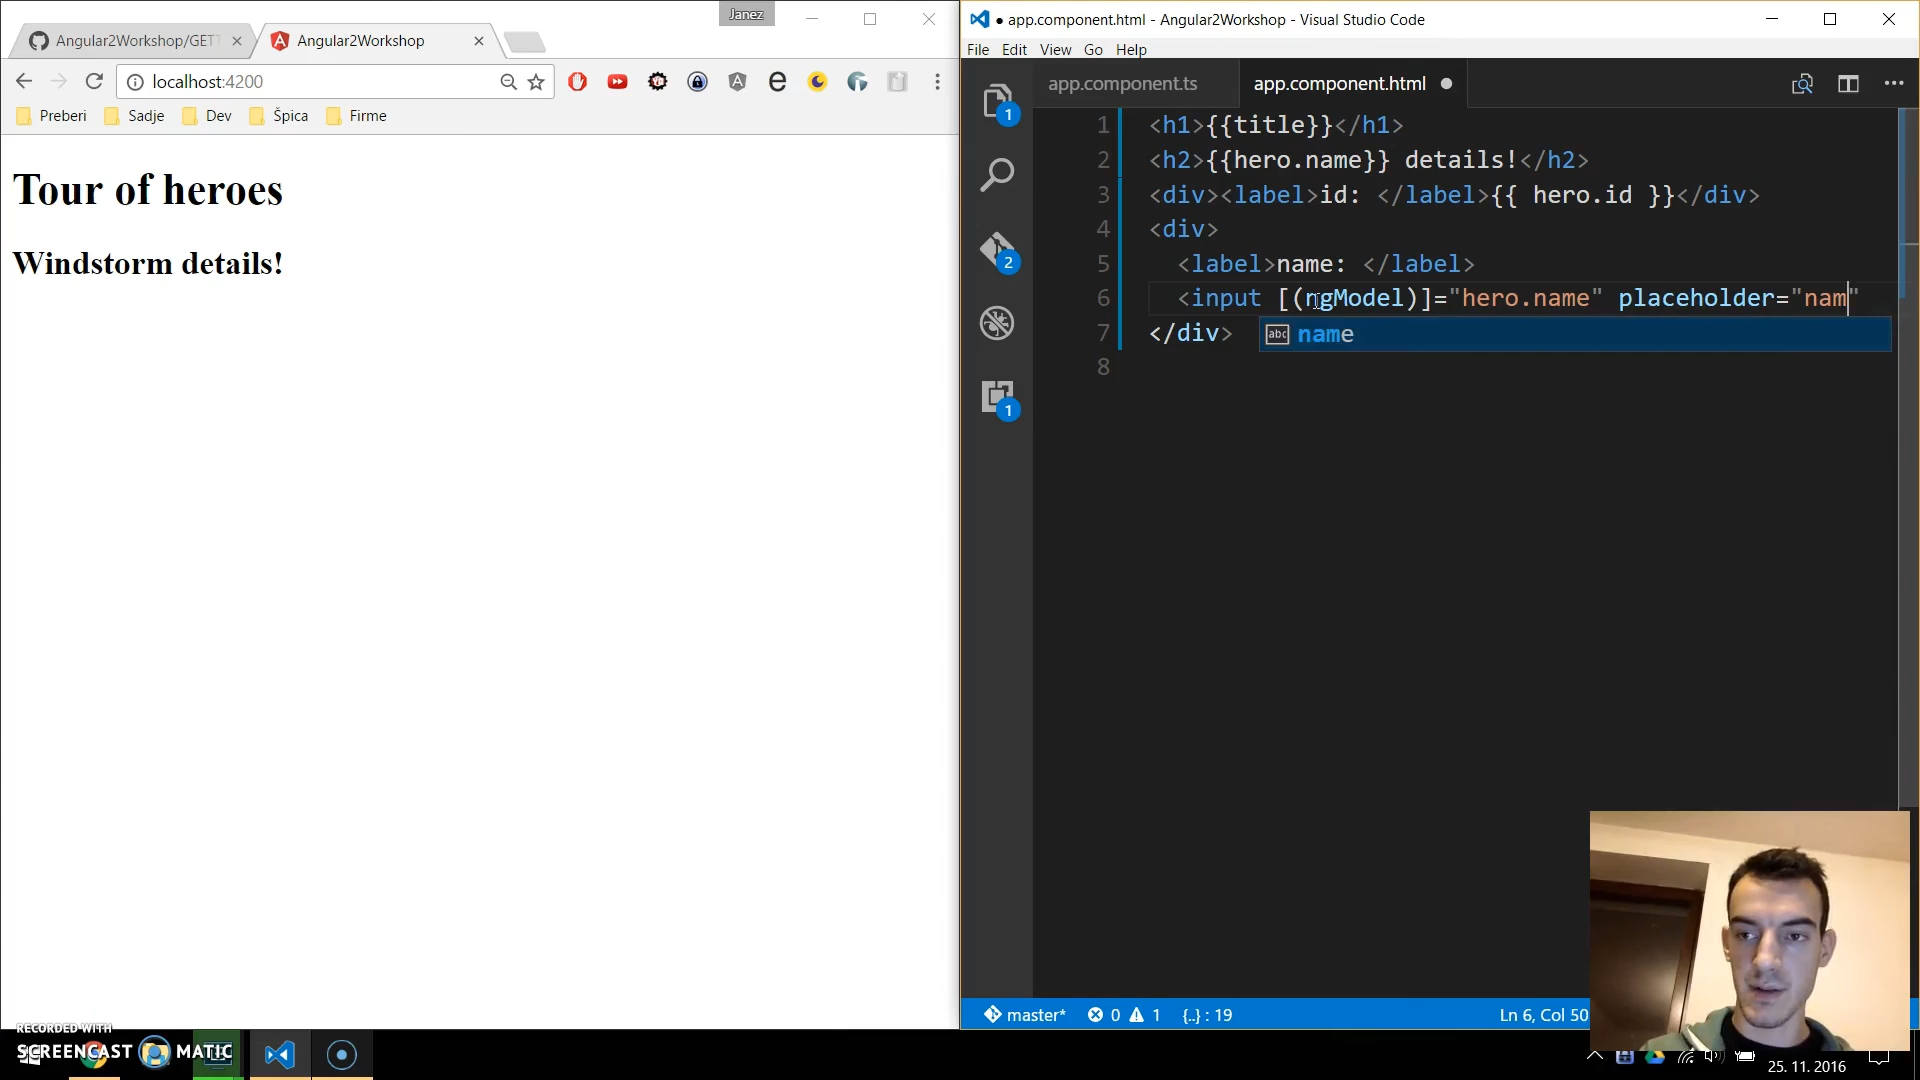 Janez
Angular2Workshop/GET
Angular2Workshop
localhost:4200
Preberi
Sadje
Dev
Špica
Firme
Tour of heroes
Windstorm details!
● app.component.html - Angular2Workshop - Visual Studio Code
File Edit View Go Help
1
2
1
app.component.ts
app.component.html
1 <h1>{{title}}</h1>
2 <h2>{{hero.name}} details!</h2>
3 <div><label>id: </label>{{ hero.id }}</div>
4 <div>
5 <label>name: </label>
6 <input [(ngModel)]="hero.name" placeholder="nam"
7 </div>
abc name
8
master* 0 1 {..} : 19
Ln 6, Col 50
RECORDED WITH
SCREENCAST MATIC
25. 11. 2016